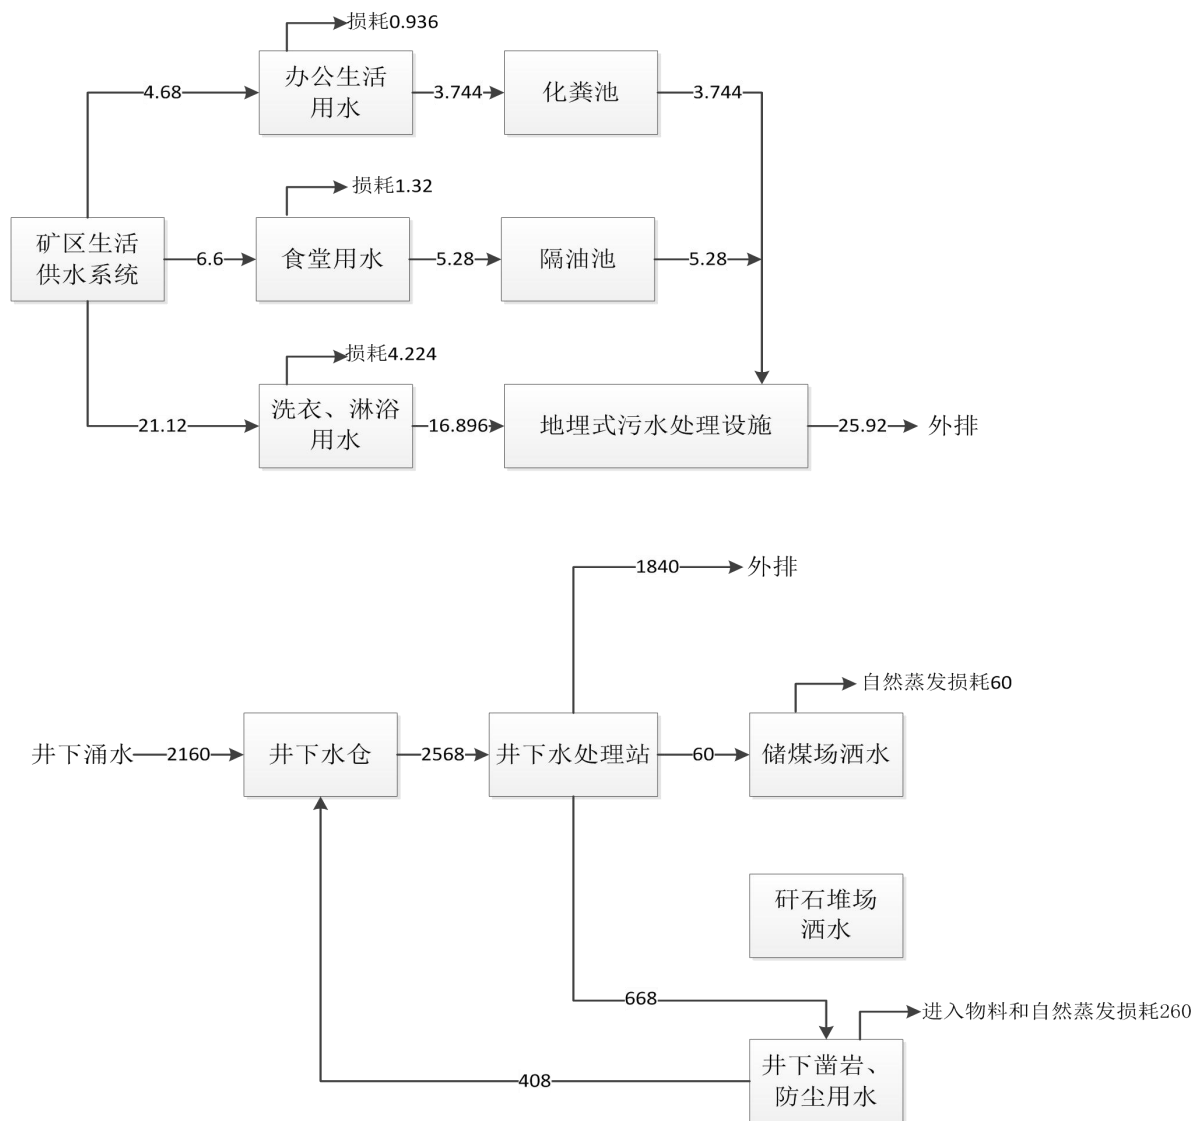 损耗0.936
办公生活
用水
4.68
3.744
化粪池
3.744
损耗1.32
矿区生活
供水系统
6.6
食堂用水
5.28
隔油池
5.28
损耗4.224
21.12
洗衣、淋浴
用水
16.896
地埋式污水处理设施
25.92
外排
1840
外排
自然蒸发损耗60
井下涌水
2160
井下水仓
2568
井下水处理站
60
储煤场洒水
矸石堆场
洒水
668
进入物料和自然蒸发损耗260
井下凿岩、
防尘用水
408